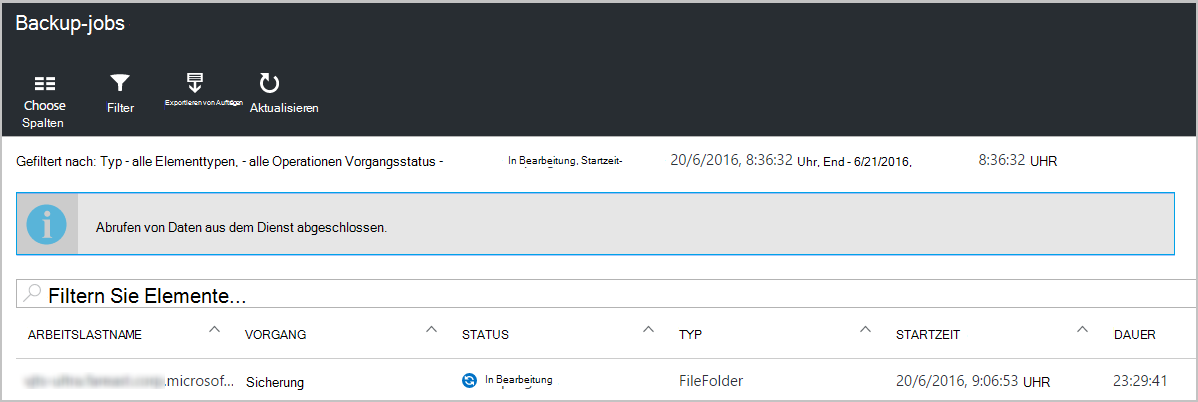 Backup-jobs
Choose Spalten
Filter
Exportieren von Aufträgen
Aktualisieren
Gefiltert nach: Typ - alle Elementtypen, - alle Operationen Vorgangsstatus - In Bearbeitung, Startzeit- 20/6/2016, 8:36:32 Uhr, End - 6/21/2016, 8:36:32 UHR
Abrufen von Daten aus dem Dienst abgeschlossen.
Filtern Sie Elemente...
ARBEITSLASTNAME VORGANG STATUS TYP STARTZEIT DAUER
.microsof... Sicherung In Bearbeitung FileFolder 20/6/2016, 9:06:53 UHR 23:29:41